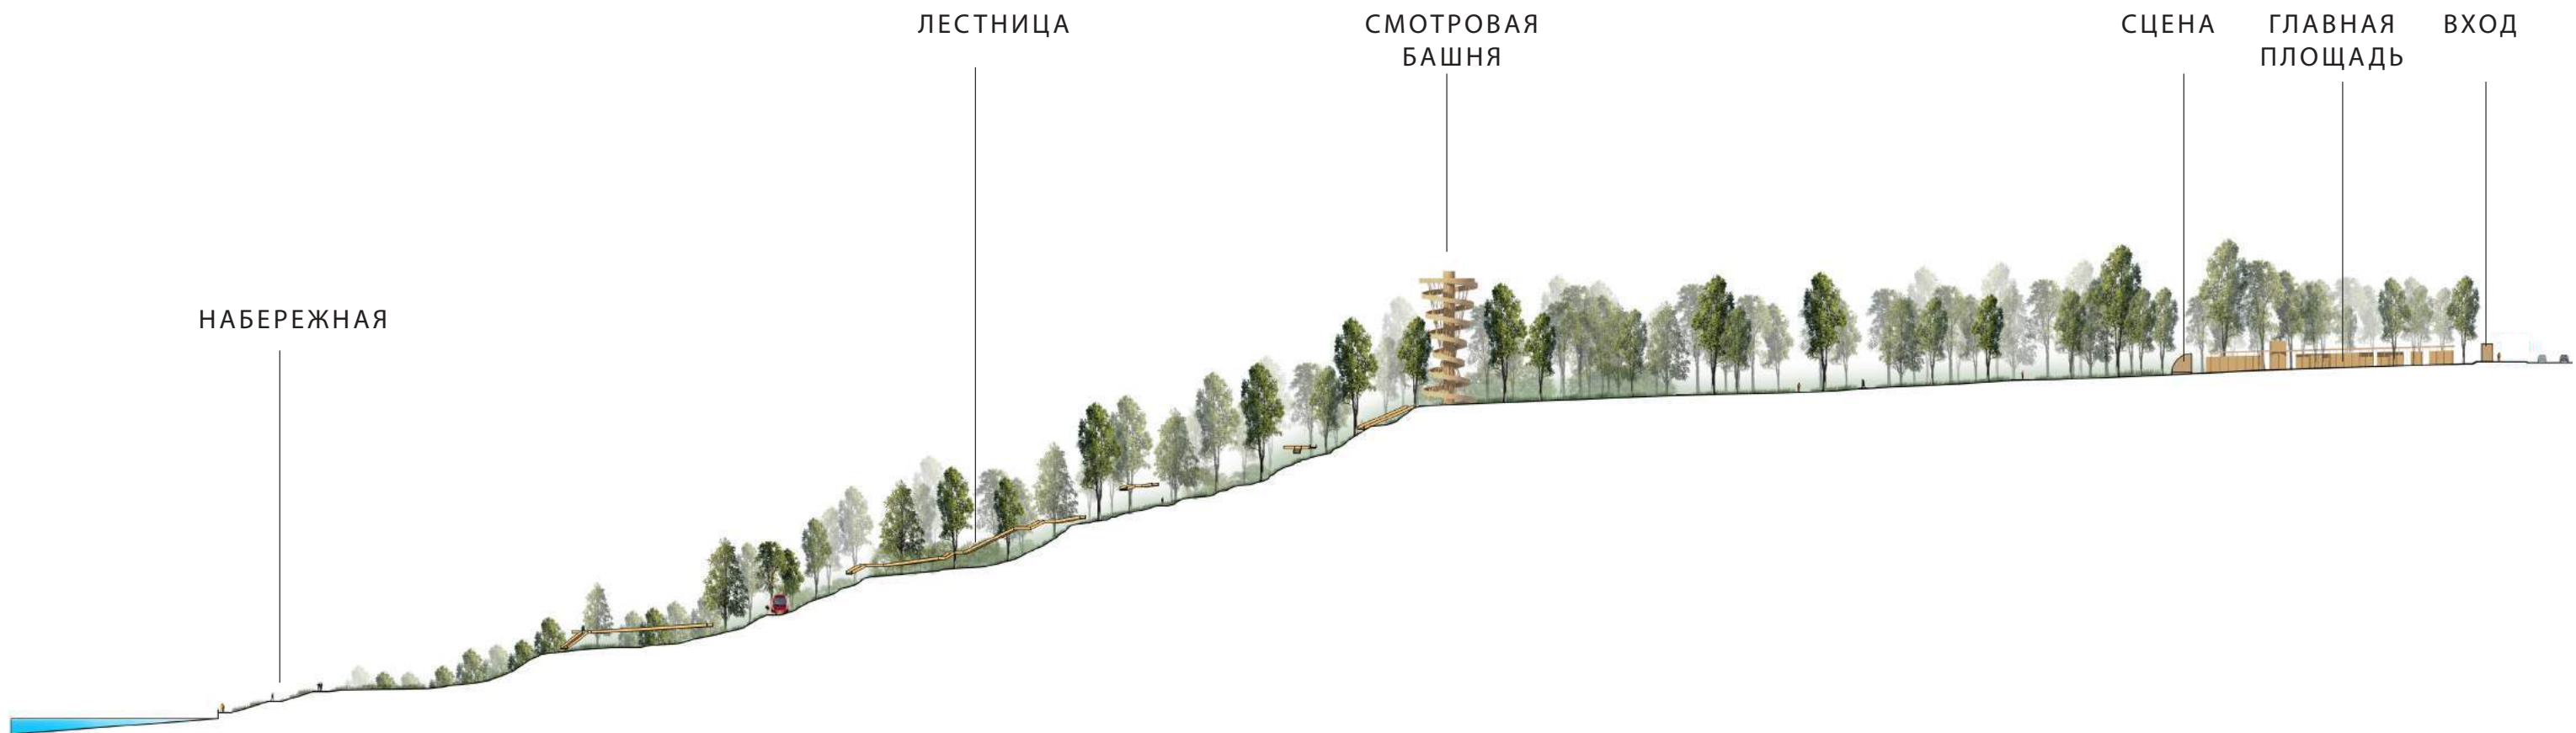 ЛЕСТНИЦА
СМОТРОВАЯ
БАШНЯ
СЦЕНА
ГЛАВНАЯ
ПЛОЩАДЬ
ВХОД
НАБЕРЕЖНАЯ